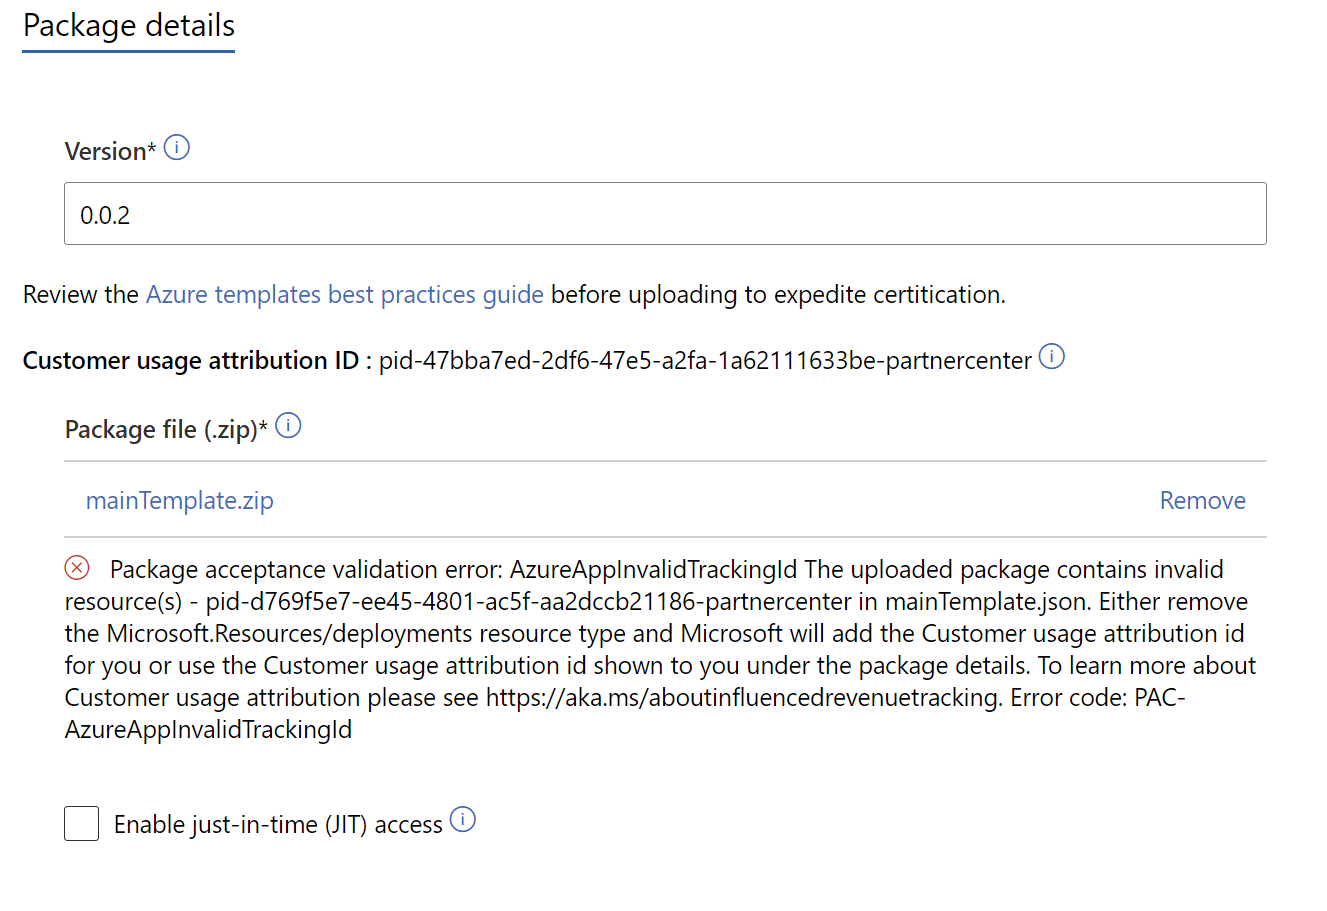 Package details
Version*
0.0.2
Review the Azure templates best practices guide before uploading to expedite certitication.
Customer usage attribution ID : pid-47bba7ed-2df6-47e5-a2fa-1a62111633be-partnercenter
Package file (.zip)*
mainTemplate.zip Remove
Package acceptance validation error: AzureAppInvalidTrackingId The uploaded package contains invalid
resource(s) - pid-d769f5e7-ee45-4801-ac5f-aa2dccb21186-partnercenter in mainTemplate.json. Either remove
the Microsoft.Resources/deployments resource type and Microsoft will add the Customer usage attribution id
for you or use the Customer usage attribution id shown to you under the package details. To learn more about
Customer usage attribution please see https://aka.ms/aboutinfluencedrevenuetracking. Error code: PAC-
AzureAppInvalidTrackingId
Enable just-in-time (JIT) access